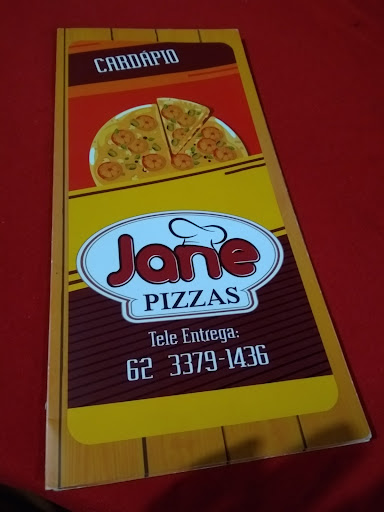 CARDÁPIO
Jane
PIZZAS
Tele Entrega:
62 3379-1436